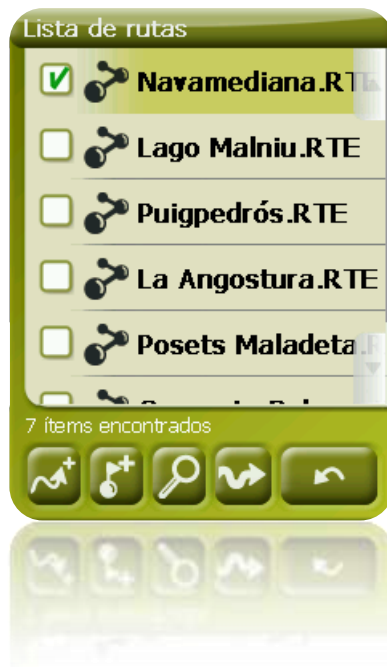 Lista de rutas
Navamediana.RT
Lago Malniu.RTE
Puigpedrós.RTE
La Angostura.RTE
Posets Maladeta.R
7 ítems encontrados